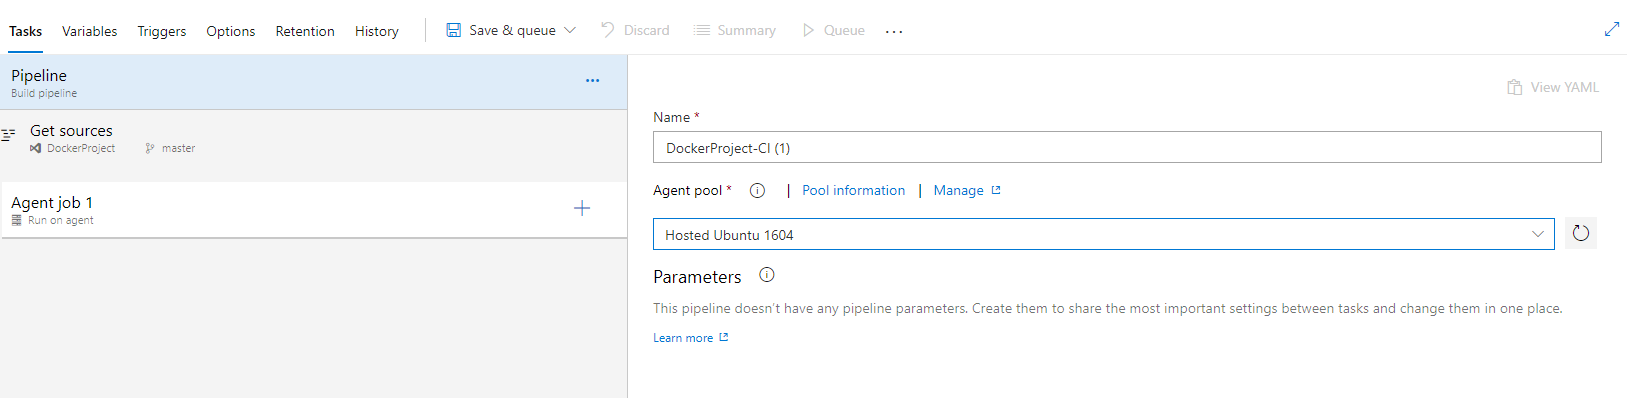 Tasks Variables Triggers Options Retention History Save & queue Discard Summary Queue ...
Pipeline
Build pipeline
...
Get sources
DockerProject master
Agent job 1
Run on agent
View YAML
Name *
DockerProject-CI (1)
Agent pool * | Pool information | Manage
Hosted Ubuntu 1604
Parameters
This pipeline doesn't have any pipeline parameters. Create them to share the most important settings between tasks and change them in one place.
Learn more